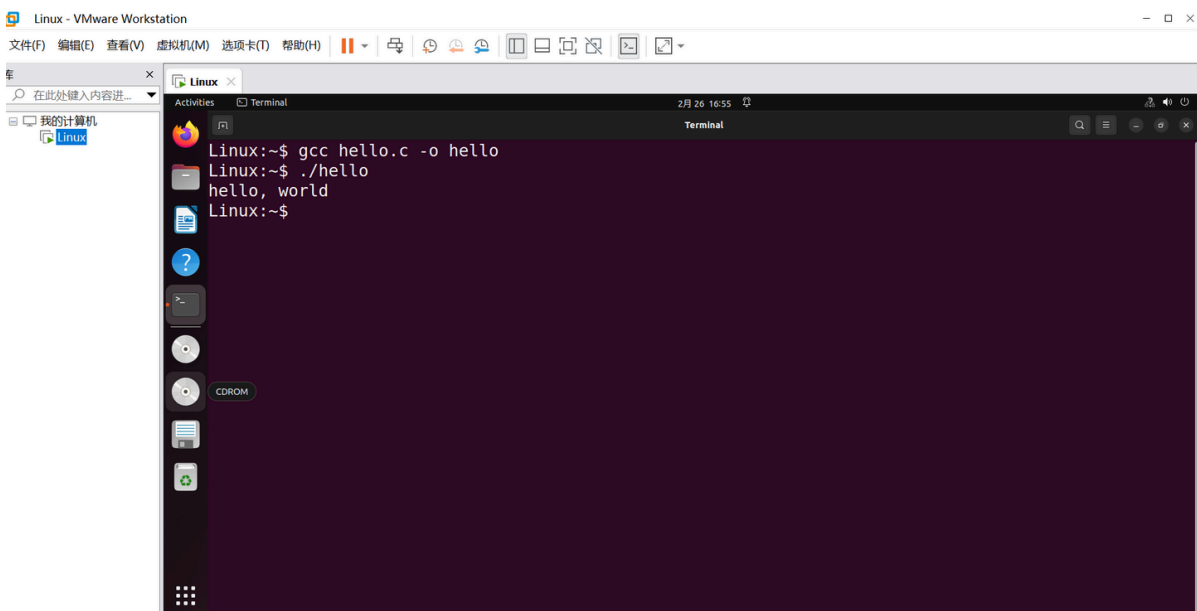 Linux - VMware Workstation
文件(F) 编辑(E) 查看(V) 虚拟机(M) 选项卡(T) 帮助(H)
库
在此处键入内容进...
我的计算机
Linux
Linux
Activities Terminal 2月 26 16:55
Terminal
Linux:~$ gcc hello.c -o hello
Linux:~$ ./hello
hello, world
Linux:~$
CDROM